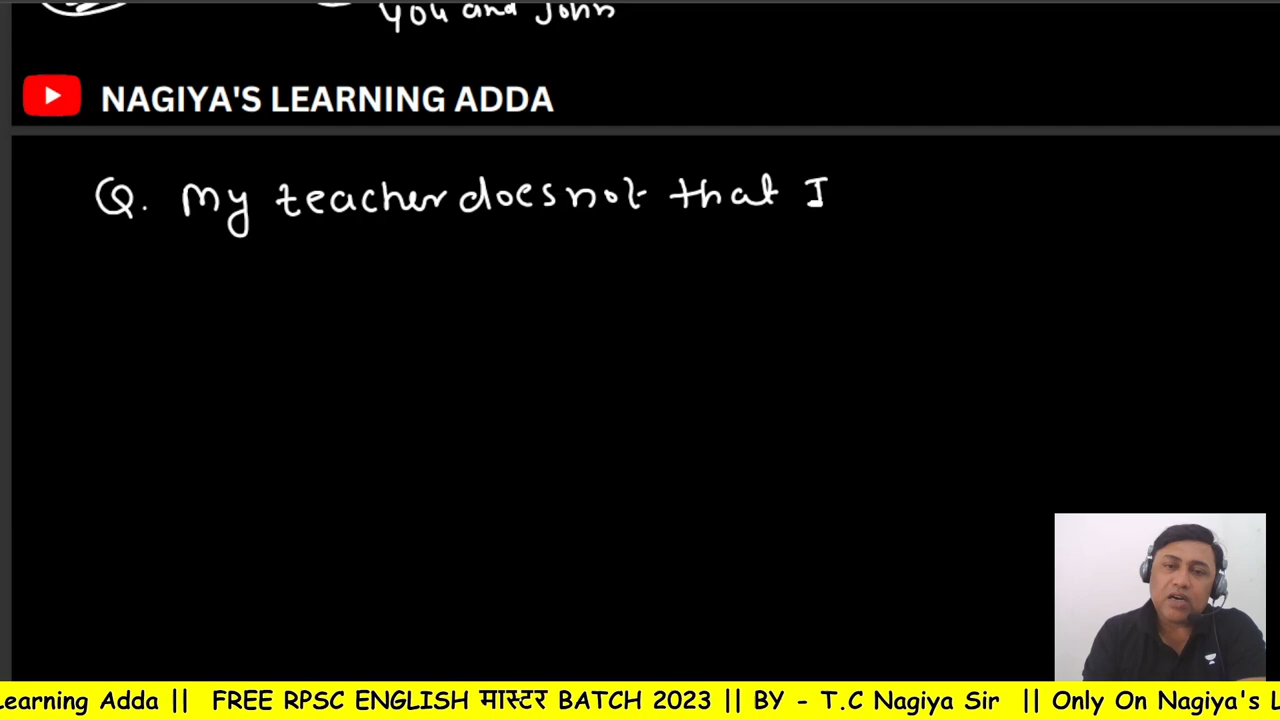 you and John
NAGIYA'S LEARNING ADDA
Q. My teacher does not that I
earning Adda || FREE RPSC ENGLISH मास्टर BATCH 2023 || BY - T.C Nagiya Sir || Only On Nagiya's L